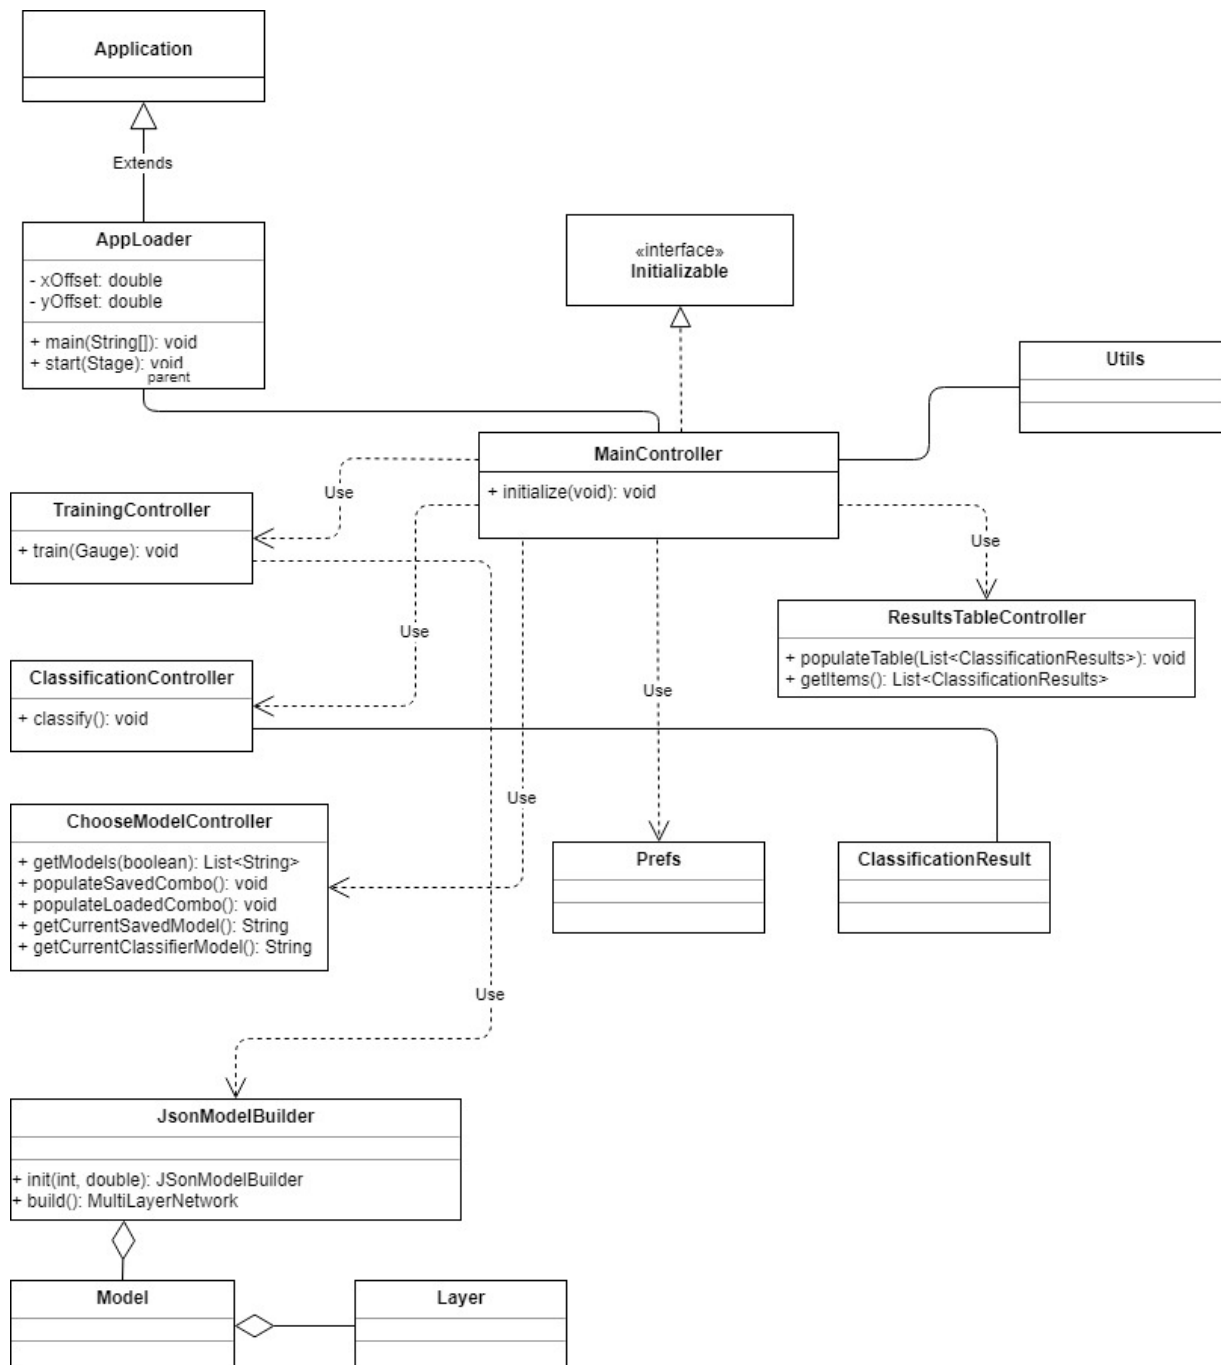 Application
Extends
AppLoader
- xOffset: double
- yOffset: double
+ main(String[]): void
+ start(Stage): void
parent
«interface»
Initializable
Utils
MainController
+ initialize(void): void
Use
TrainingController
+ train(Gauge): void
Use
ResultsTableController
+ populateTable(List<ClassificationResults>): void
+ getItems(): List<ClassificationResults>
Use
ClassificationController
+ classify(): void
Use
Use
ChooseModelController
+ getModels(boolean): List<String>
+ populateSavedCombo(): void
+ populateLoadedCombo(): void
+ getCurrentSavedModel(): String
+ getCurrentClassifierModel(): String
Prefs
ClassificationResult
Use
JsonModelBuilder
+ init(int, double): JSonModelBuilder
+ build(): MultiLayerNetwork
Model
Layer